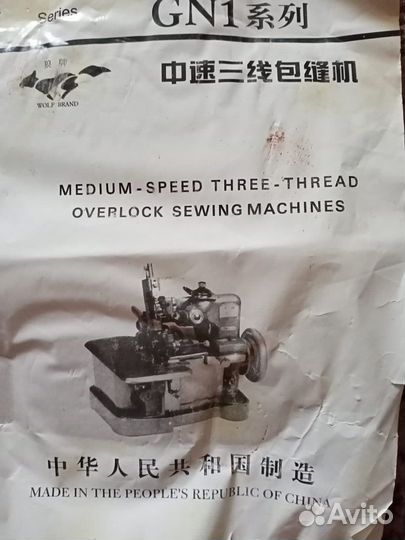 Series GN1系列
狼牌
WOLF BRAND
中速三线包缝机
MEDIUM-SPEED THREE-THREAD
OVERLOCK SEWING MACHINES
中华人民共和国制造
MADE IN THE PEOPLE'S REPUBLIC OF CHINA
Avito